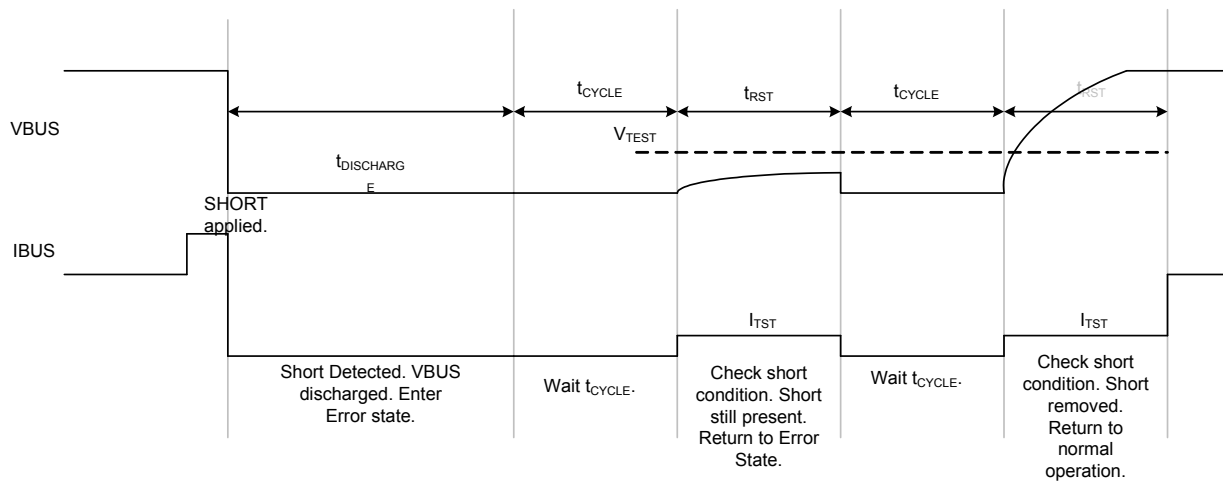 tCYCLE
tRST
tCYCLE
tRST
VBUS
VTEST
tDISCHARG
E
SHORT
applied.
IBUS
ITST
ITST
Short Detected. VBUS
discharged. Enter
Error state.
Wait tCYCLE.
Check short
condition. Short
still present.
Return to Error
State.
Wait tCYCLE.
Check short
condition. Short
removed.
Return to
normal
operation.